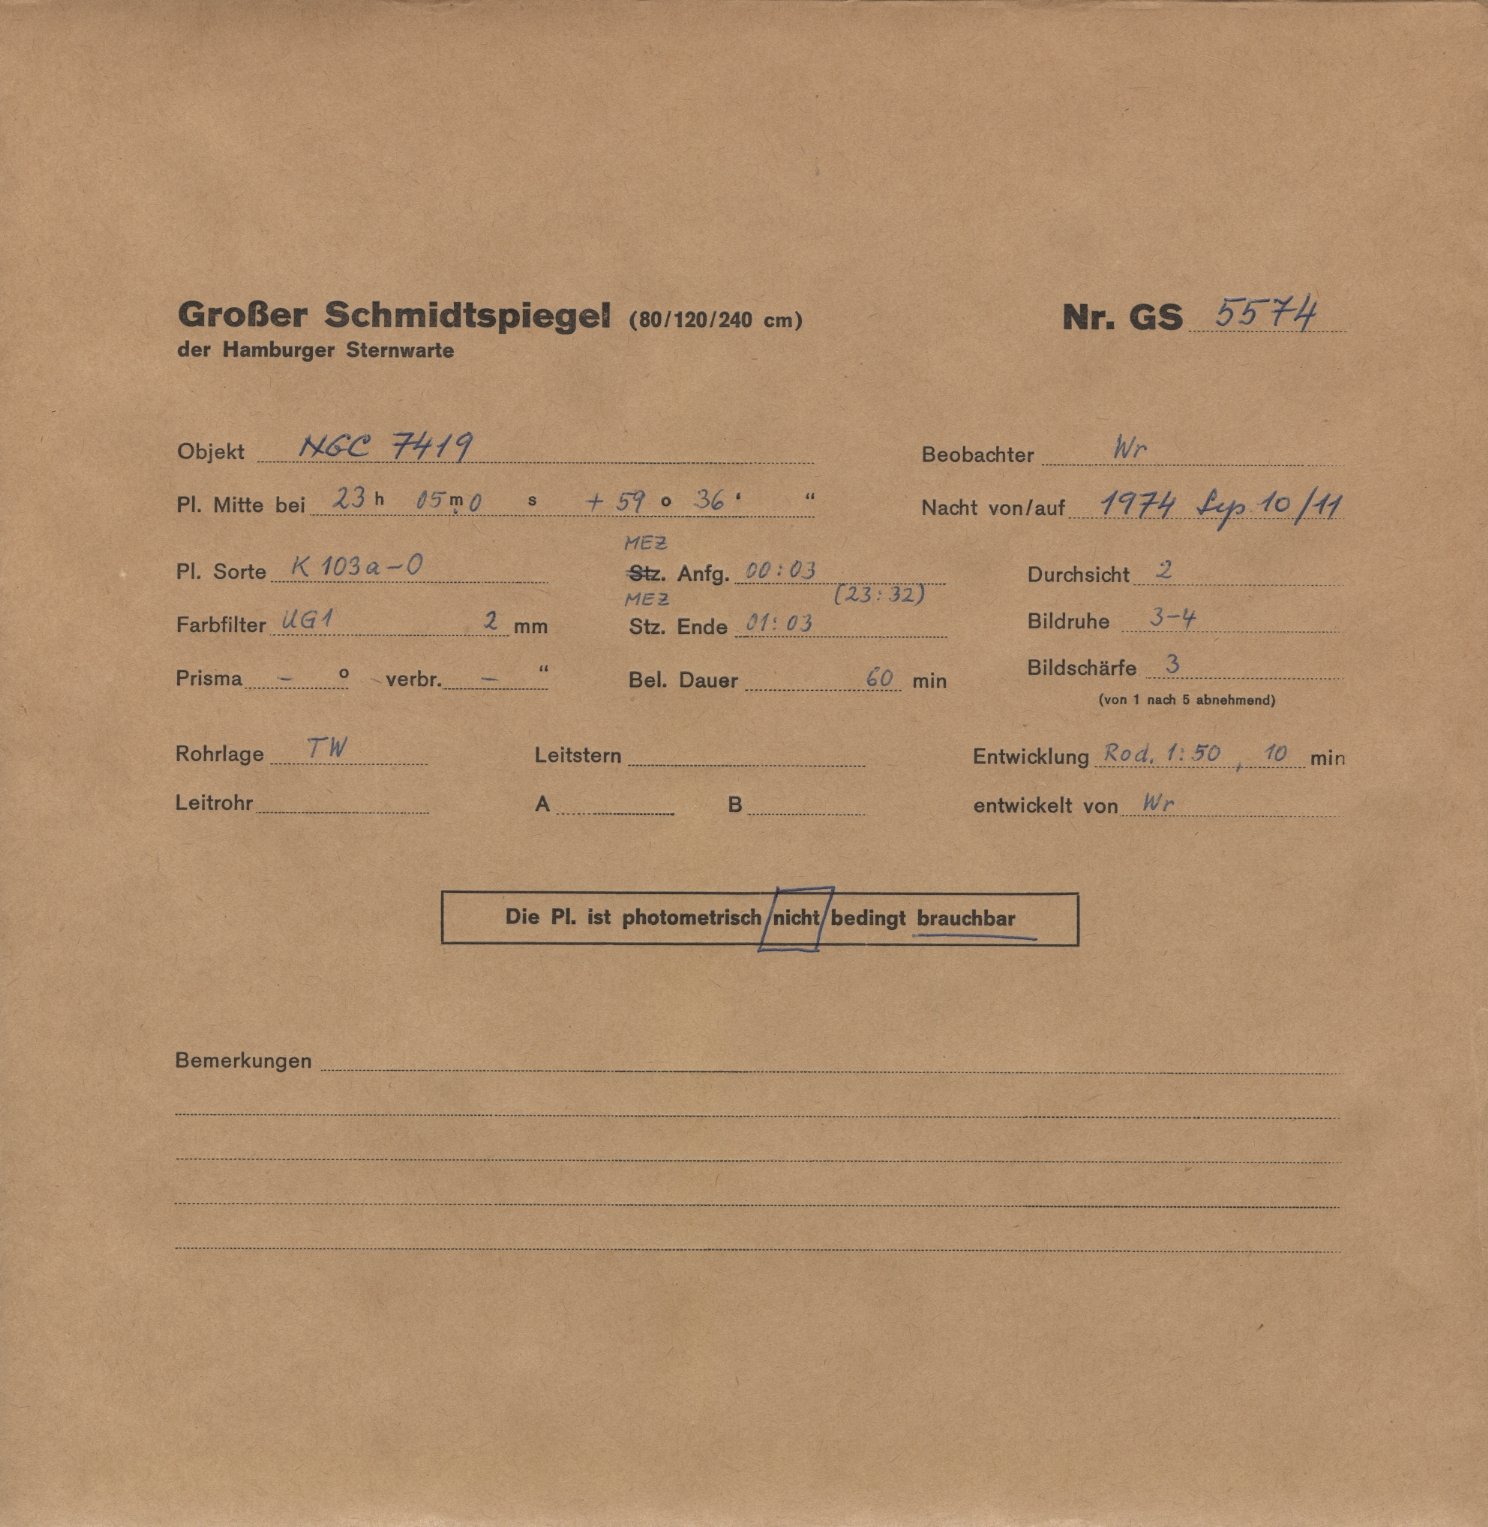 Großer Schmidtspiegel (80/120/240 cm) Nr. GS 5574
der Hamburger Sternwarte
Objekt NGC 7419 Beobachter Wr
Pl. Mitte bei 23 h 05 m. 0 s + 59 o 36 ' " Nacht von/auf 1974 Sep 10/11
MEZ
Pl. Sorte K 103a-O Stz. Anfg. 00:03 Durchsicht 2
MEZ (23:32)
Farbfilter UG1 2 mm Stz. Ende 01:03 Bildruhe 3-4
Prisma – o verbr. – " Bel. Dauer 60 min Bildschärfe 3
(von 1 nach 5 abnehmend)
Rohrlage TW Leitstern Entwicklung Rod. 1:50, 10 min
Leitrohr A B entwickelt von Wr
Die Pl. ist photometrisch nicht bedingt brauchbar
Bemerkungen